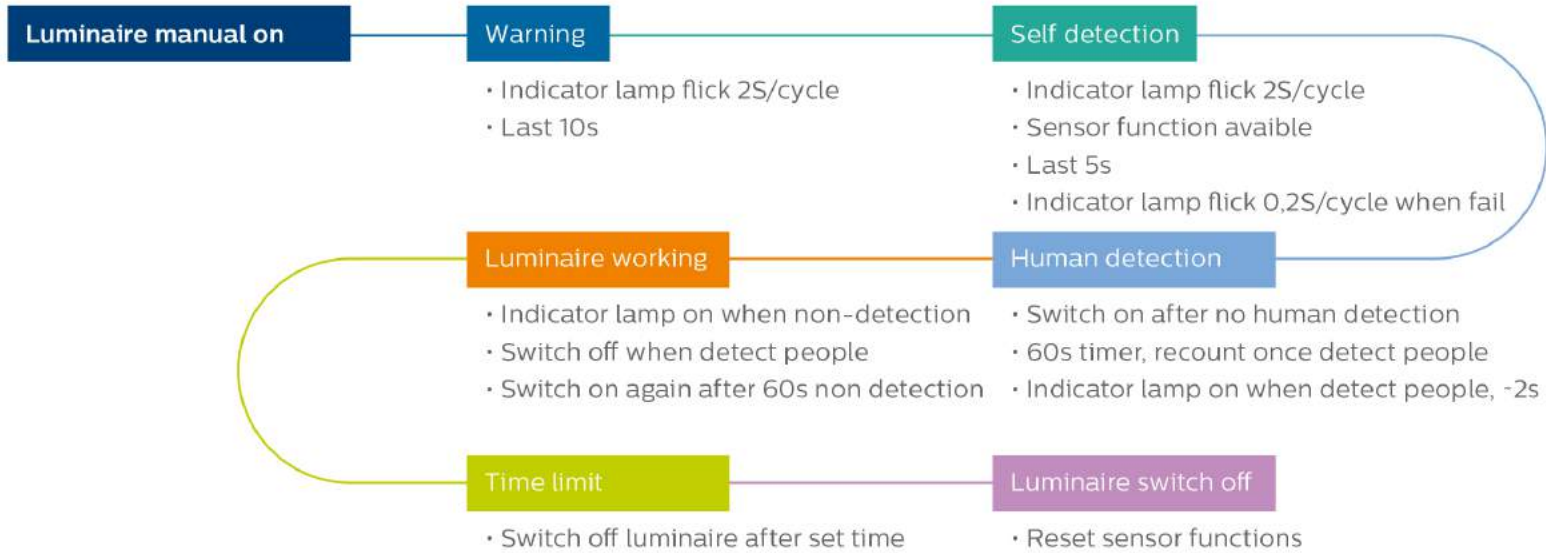 Luminaire manual on
Warning
· Indicator lamp flick 2S/cycle
· Last 10s
Self detection
· Indicator lamp flick 2S/cycle
· Sensor function avaible
· Last 5s
· Indicator lamp flick 0,2S/cycle when fail
Human detection
· Switch on after no human detection
· 60s timer, recount once detect people
· Indicator lamp on when detect people, ~2s
Luminaire working
· Indicator lamp on when non-detection
· Switch off when detect people
· Switch on again after 60s non detection
Time limit
· Switch off luminaire after set time
Luminaire switch off
· Reset sensor functions